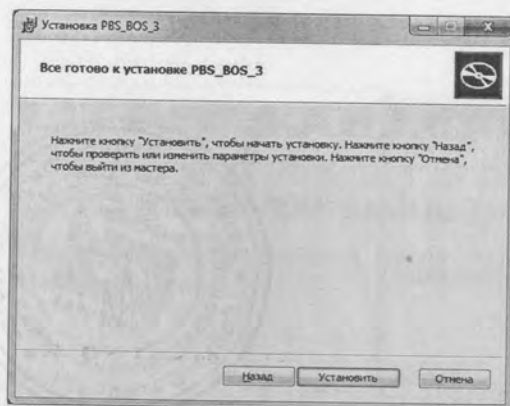 Установка PBS_BOS_3
Все готово к установке PBS_BOS_3
Нажмите кнопку "Установить", чтобы начать установку. Нажмите кнопку "Назад",
чтобы проверить или изменить параметры установки. Нажмите кнопку "Отмена",
чтобы выйти из мастера.
Назад
Установить
Отмена